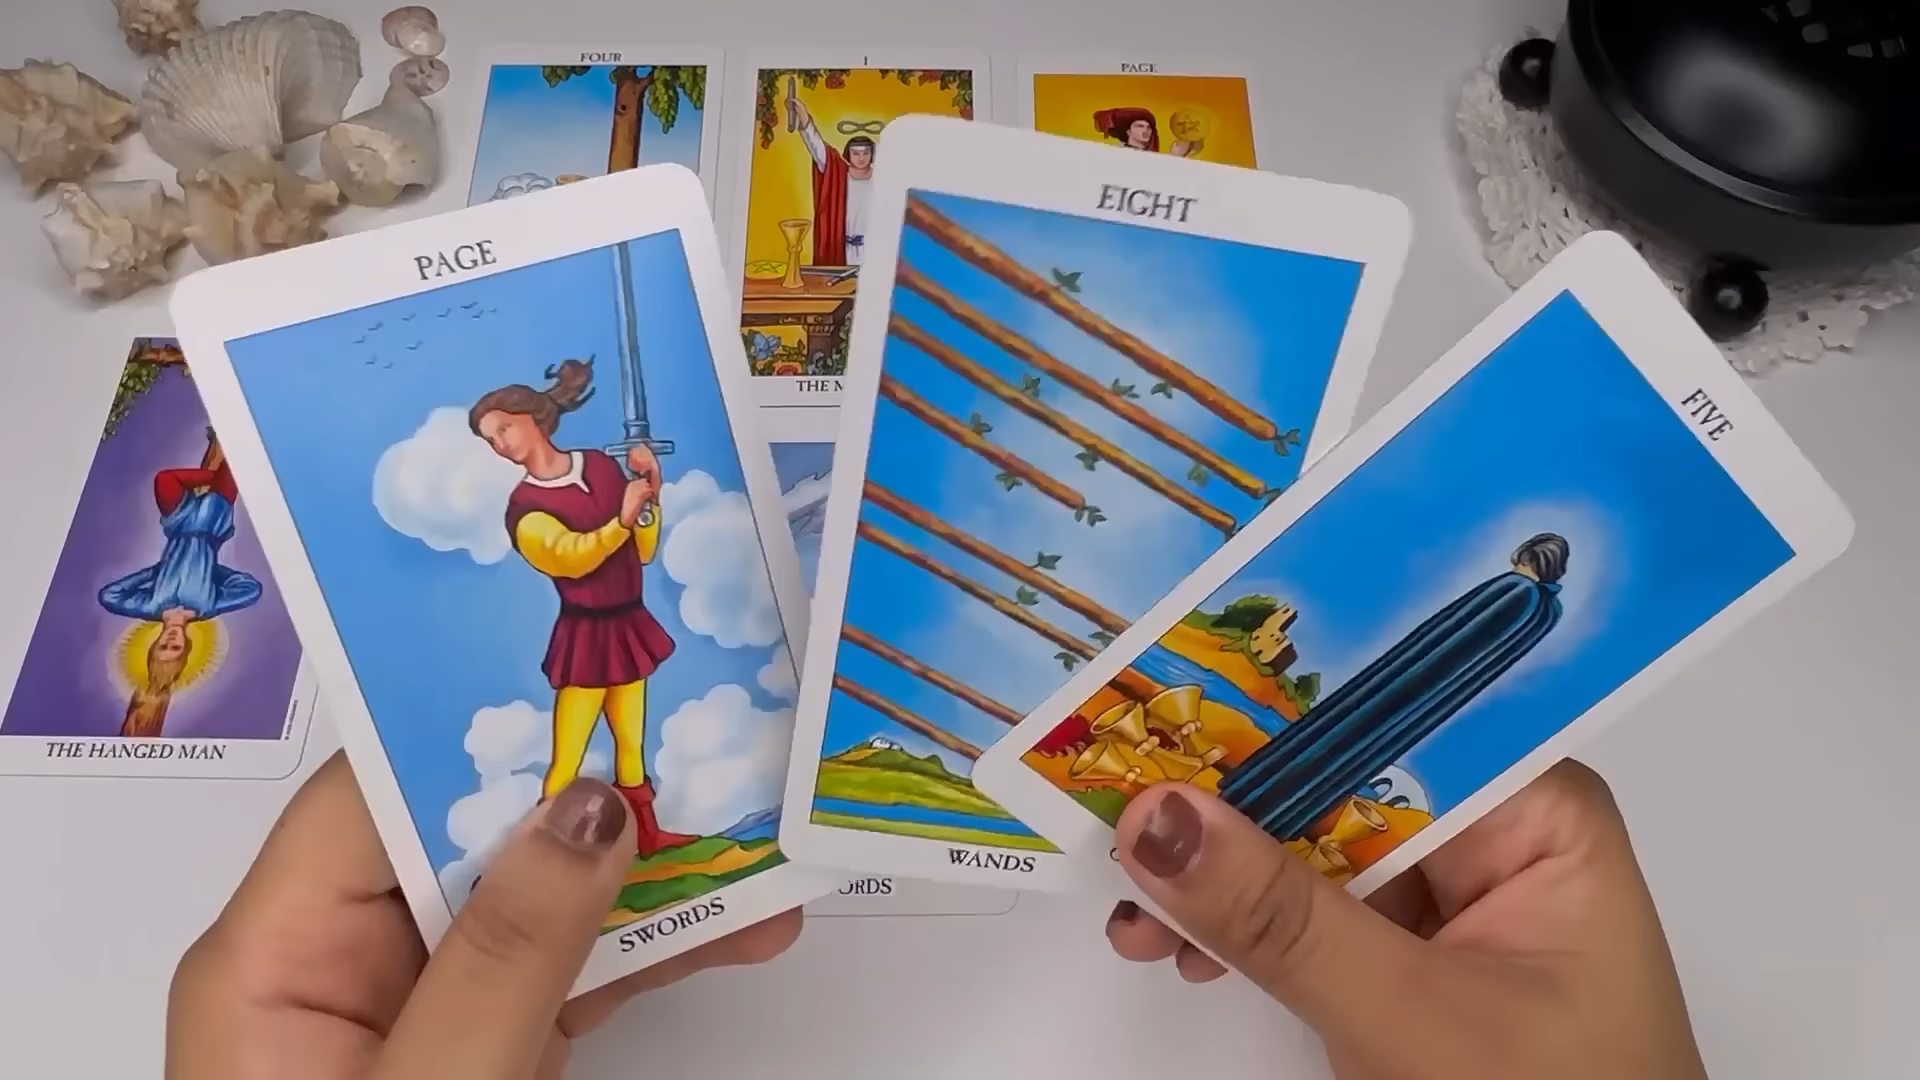 FOUR
I
PAGE
THE M
THE HANGED MAN
PAGE
SWORDS
EIGHT
WANDS
FIVE
ORDS